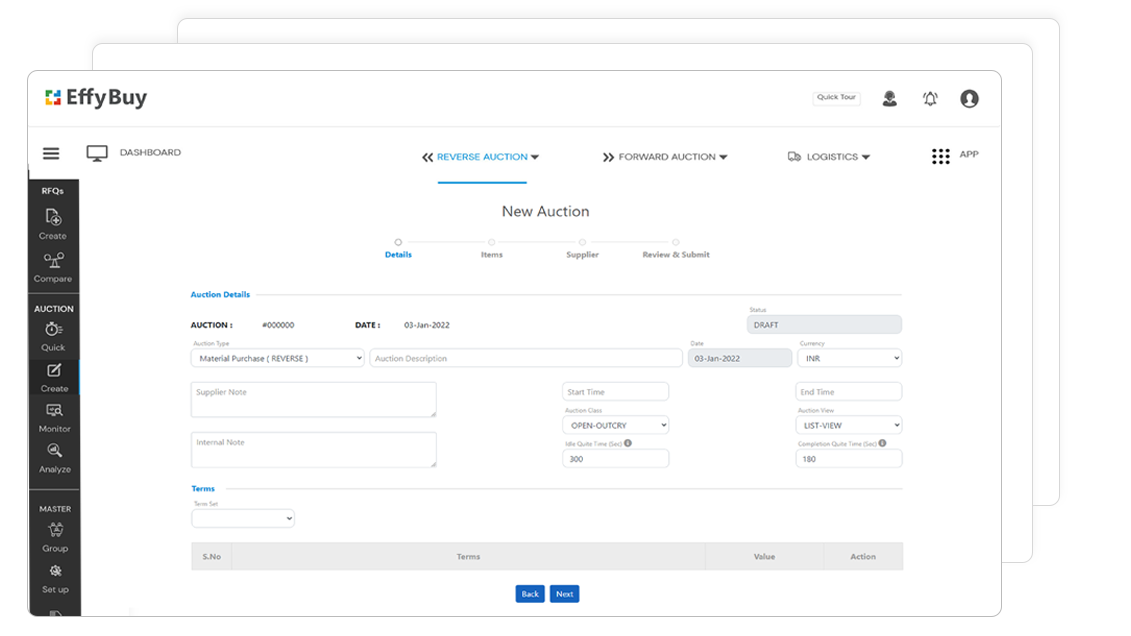 EffyBuy
Quick Tour
DASHBOARD
REVERSE AUCTION
FORWARD AUCTION
LOGISTICS
APP
RFQs
Create
Compare
AUCTION
Quick
Create
Monitor
Analyze
MASTER
Group
Set up
New Auction
Details
Items
Supplier
Review & Submit
Auction Details
Status
AUCTION : #000000 DATE : 03-Jan-2022 DRAFT
Auction Type
Date
Currency
Material Purchase ( REVERSE )
Auction Description
03-Jan-2022
INR
Supplier Note
Start Time
End Time
Auction Class
Auction View
OPEN-OUTCRY
LIST-VIEW
Internal Note
Idle Quite Time (Sec)
Completion Quite Time (Sec)
300
180
Terms
Term Set
S.No Terms Value Action
Back
Next